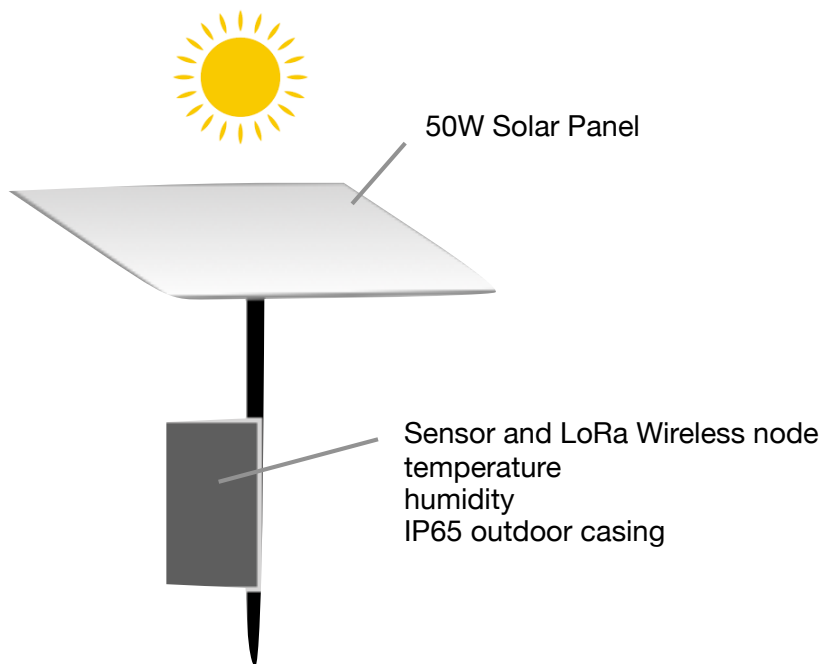 50W Solar Panel
Sensor and LoRa Wireless node
temperature
humidity
IP65 outdoor casing